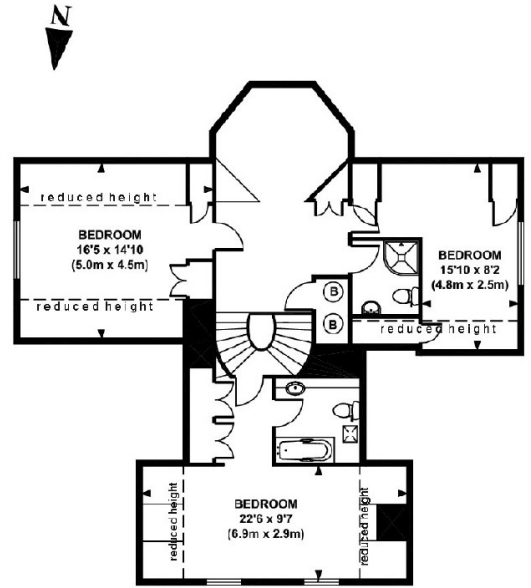 N
reduced height
BEDROOM
16'5 x 14'10
(5.0m x 4.5m)
reduced height
BEDROOM
15'10 x 8'2
(4.8m x 2.5m)
reduced height
B
B
reduced height
BEDROOM
22'6 x 9'7
(6.9m x 2.9m)
reduced height